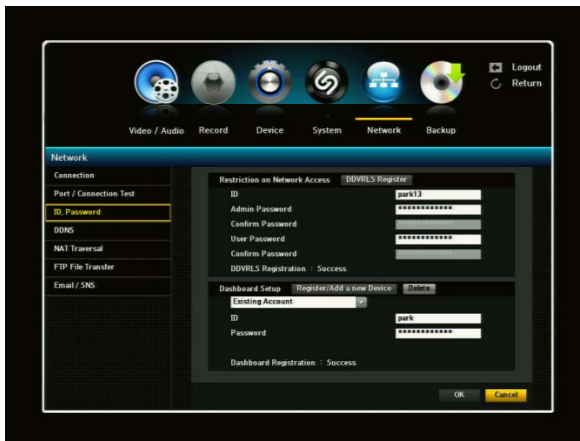 Logout
Return
Video / Audio Record Device System Network Backup
Network
Connection
Port / Connection Test
ID, Password
DDNS
NAT Traversal
FTP File Transfer
Email / SNS
Restriction on Network Access DDVRLS Register
ID park13
Admin Password ************
Confirm Password ************
User Password ************
Confirm Password ************
DDVRLS Registration : Success
Dashboard Setup Register/Add a new Device Delete
Existing Account
ID park
Password ************
Dashboard Registration : Success
OK Cancel